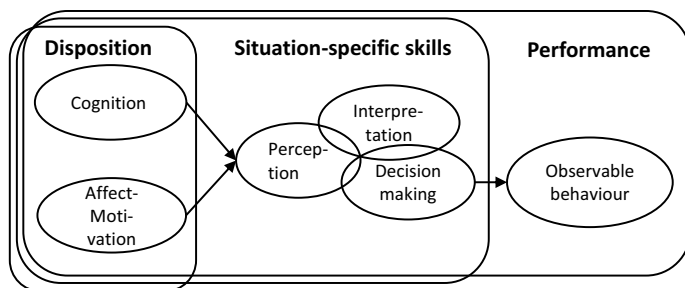 Disposition
Situation-specific skills
Performance
Cognition
Affect-
Moti-
vation
Percep-
tion
Interpre-
tation
Decision
making
Observable
behaviour